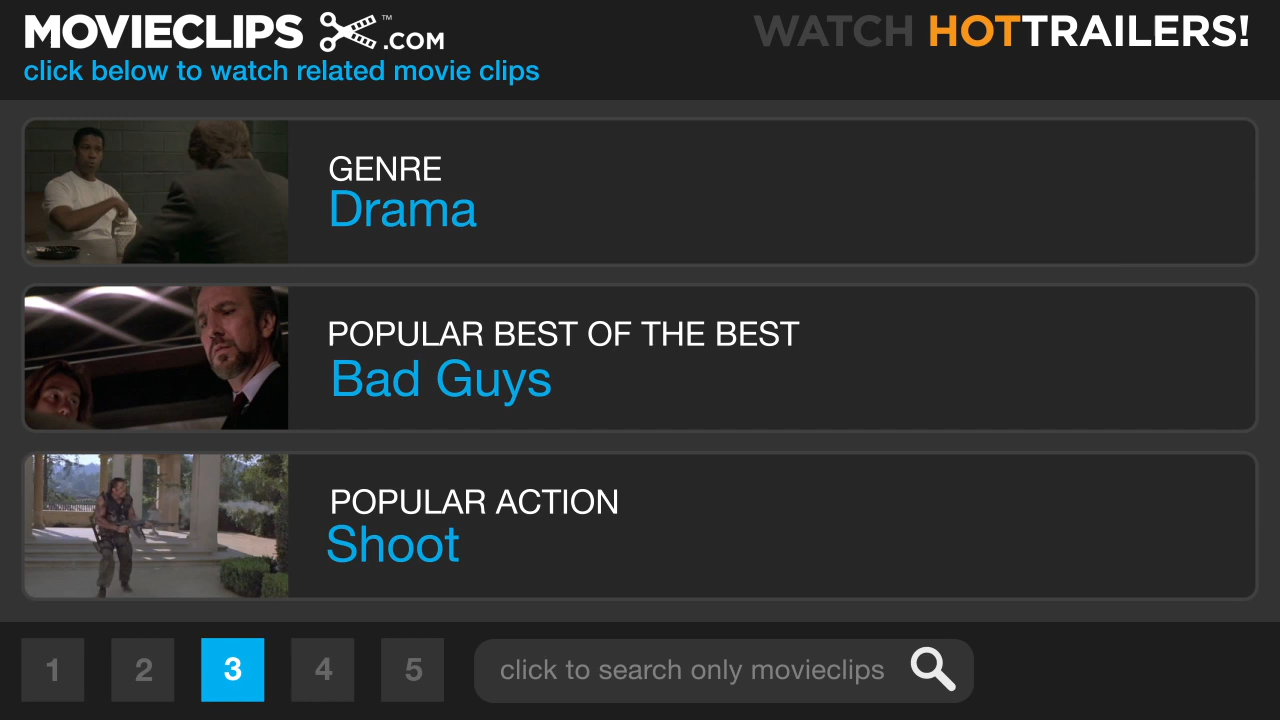 MOVIECLIPS ™ .COM
WATCH HOTTRAILERS!
click below to watch related movie clips
GENRE
Drama
POPULAR BEST OF THE BEST
Bad Guys
POPULAR ACTION
Shoot
1 2 3 4 5 click to search only movieclips